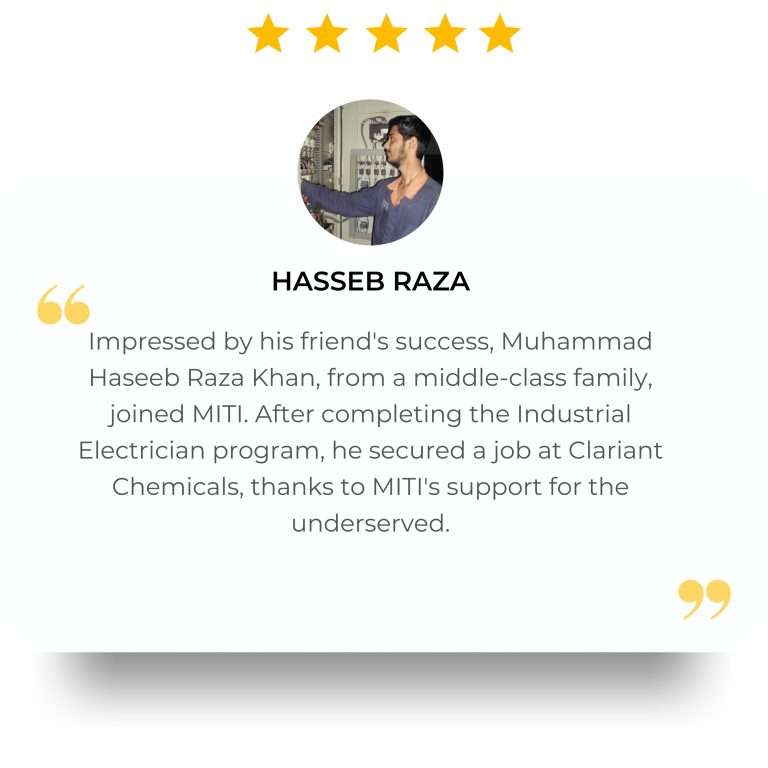 HASSEB RAZA
Impressed by his friend's success, Muhammad
Haseeb Raza Khan, from a middle-class family,
joined MITI. After completing the Industrial
Electrician program, he secured a job at Clariant
Chemicals, thanks to MITI's support for the
underserved.